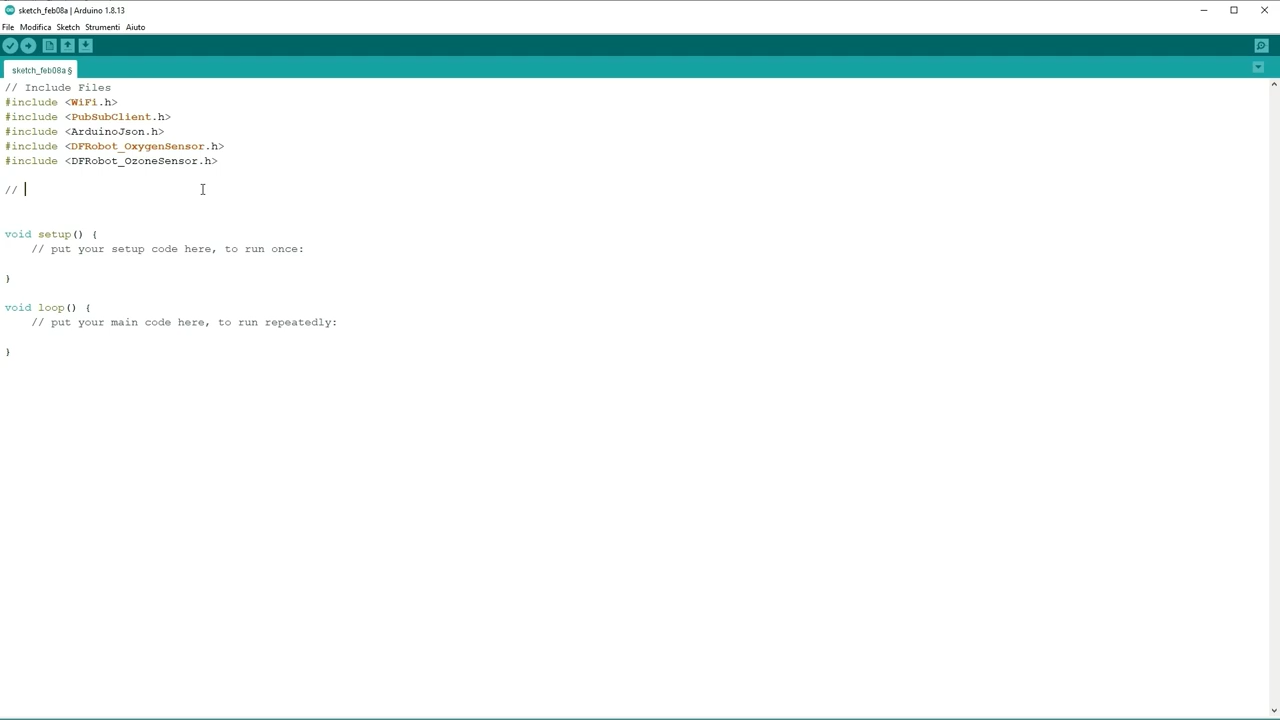 sketch_feb08a | Arduino 1.8.13
File Modifica Sketch Strumenti Aiuto
sketch_feb08a §
// Include Files
#include <WiFi.h>
#include <PubSubClient.h>
#include <ArduinoJson.h>
#include <DFRobot_OxygenSensor.h>
#include <DFRobot_OzoneSensor.h>
//
void setup() {
// put your setup code here, to run once:
}
void loop() {
// put your main code here, to run repeatedly:
}